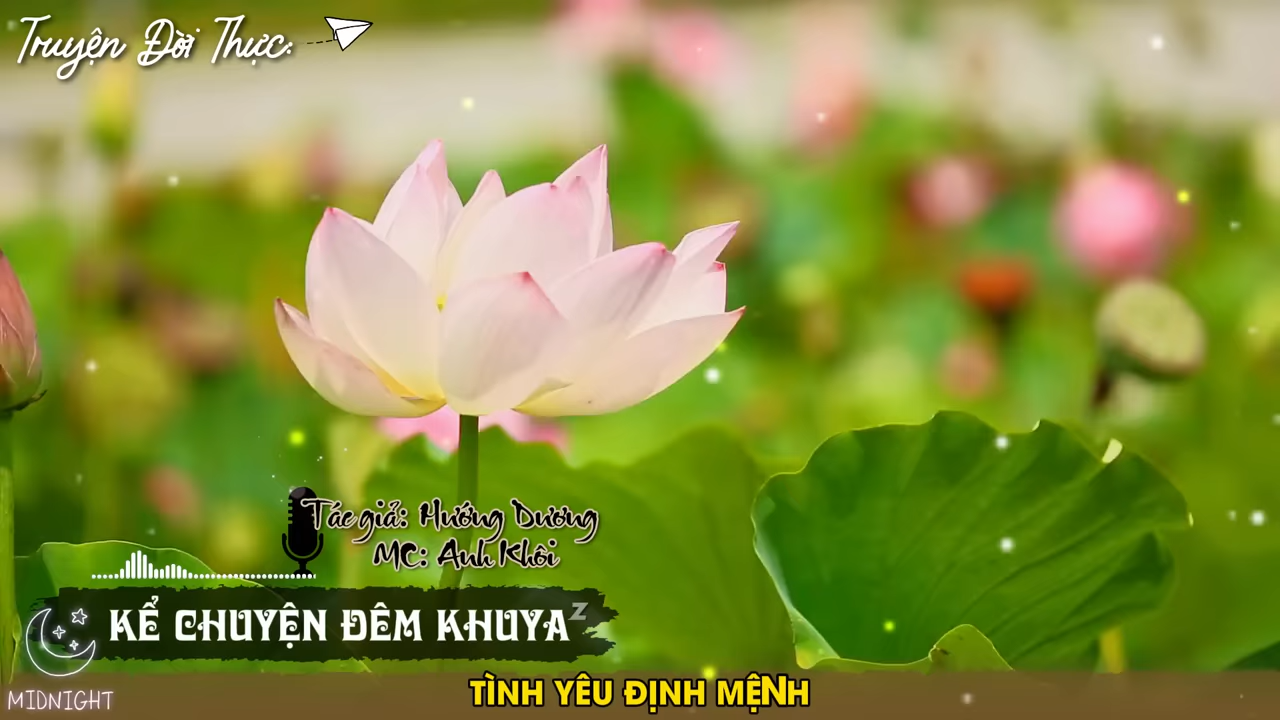 Truyện Đời Thực:
Tác giả: Hướng Dương
MC: Anh Khôi
KỂ CHUYỆN ĐÊM KHUYA Z
MIDNIGHT
TÌNH YÊU ĐỊNH MỆNH